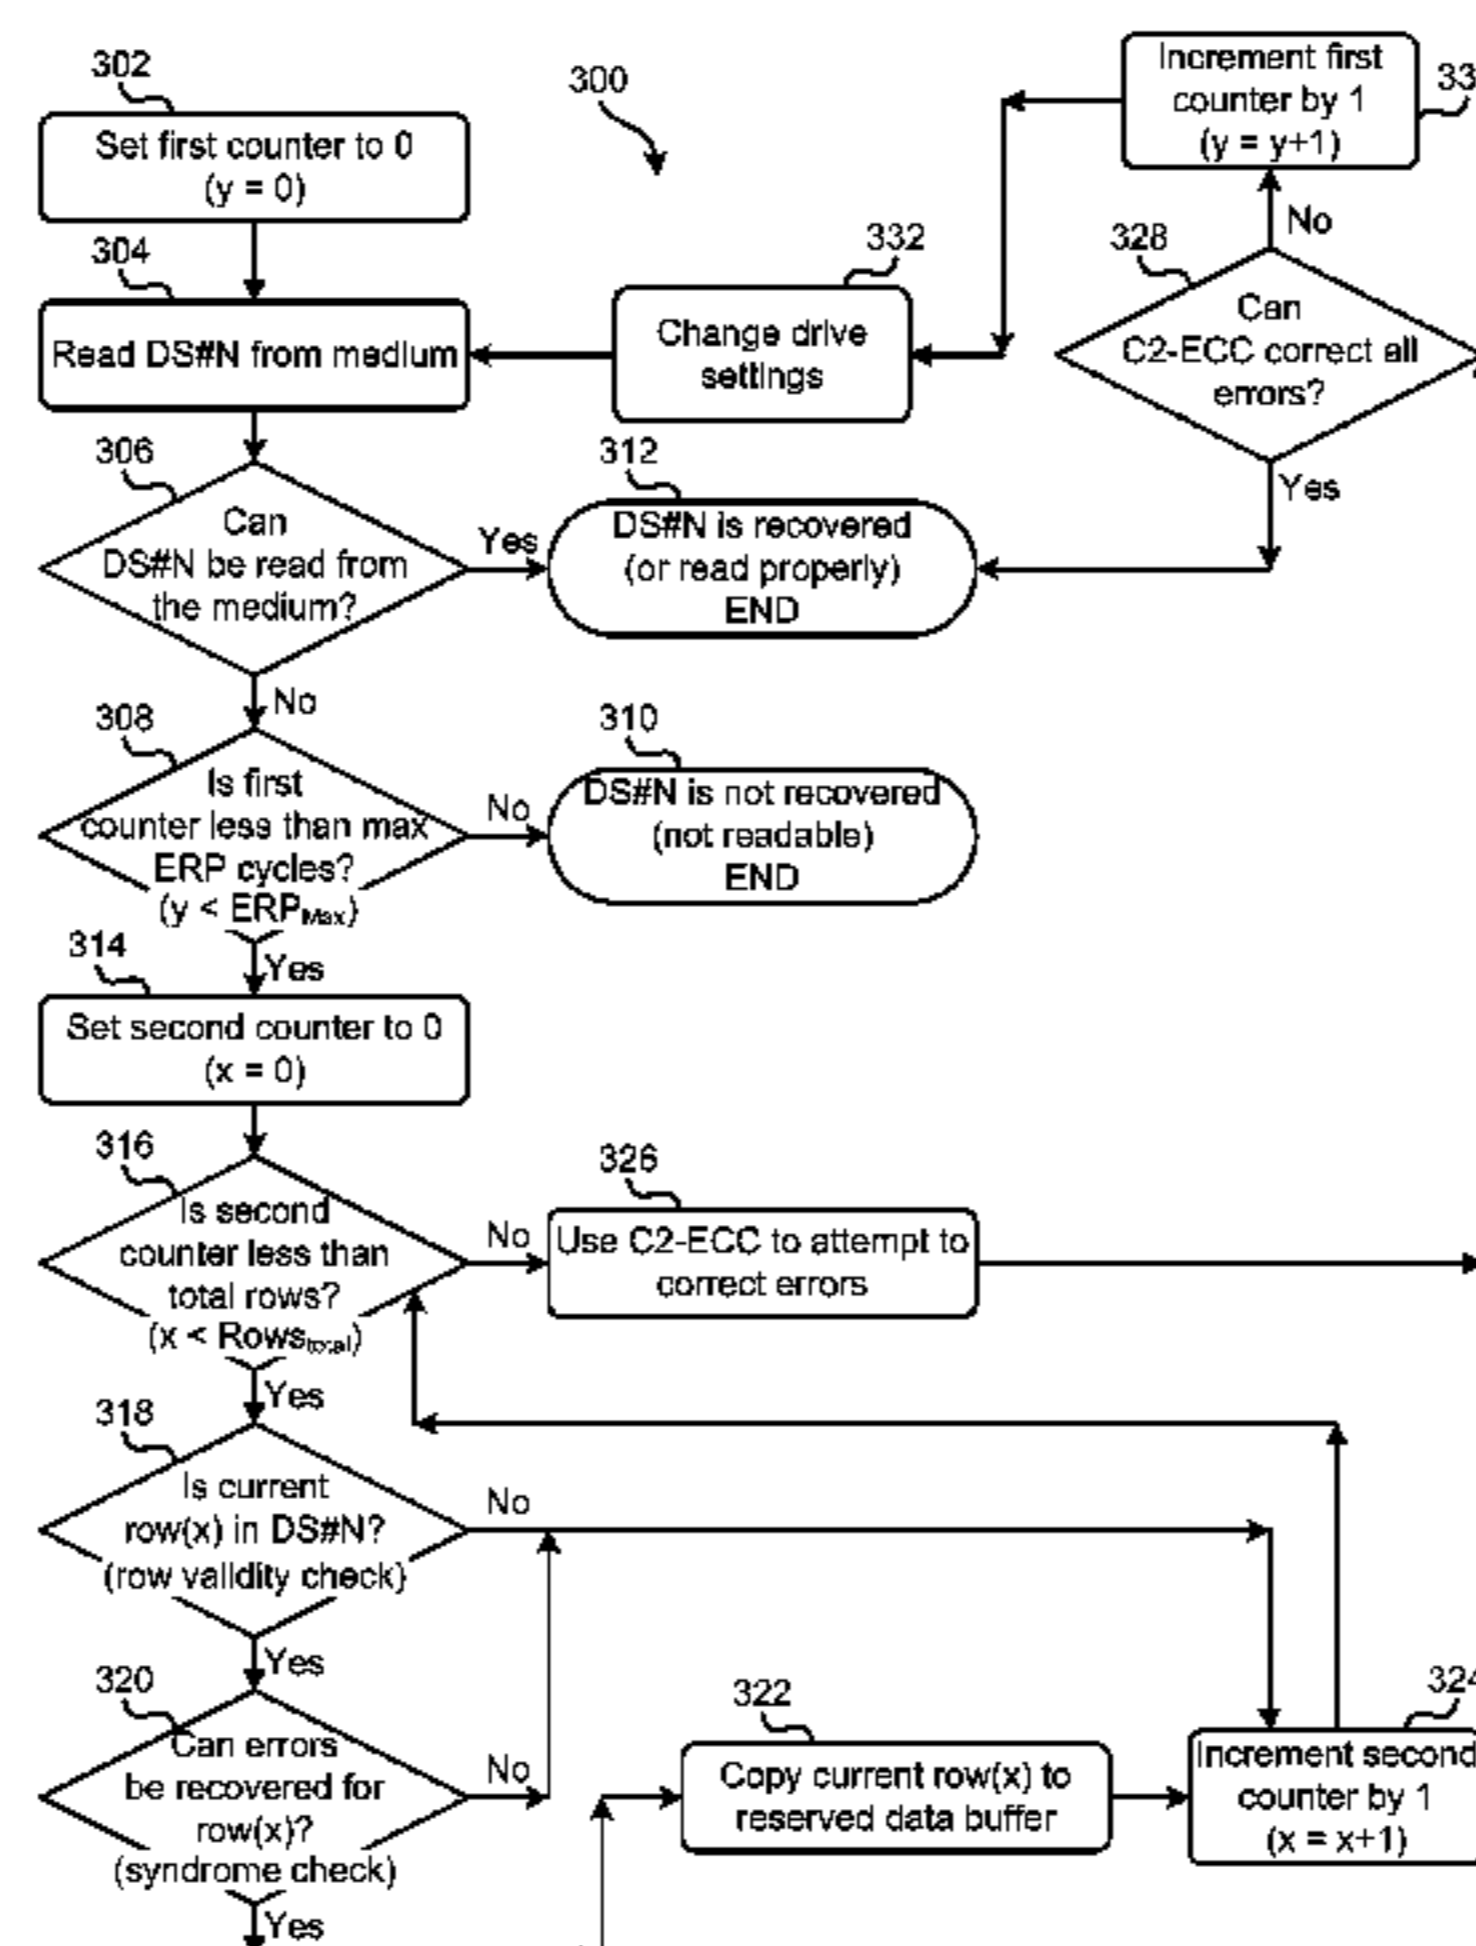 302
Set first counter to 0
(y = 0)
300
Increment first
counter by 1
(y = y+1)
33
304
Read DS#N from medium
332
Change drive
settings
No
328
Can
C2-ECC correct all
errors?
Yes
306
Can
DS#N be read from
the medium?
Yes
312
DS#N is recovered
(or read properly)
END
No
308
Is first
counter less than max
ERP cycles?
(y < ERPMax)
No
310
DS#N is not recovered
(not readable)
END
Yes
314
Set second counter to 0
(x = 0)
316
Is second
counter less than
total rows?
(x < Rowstotal)
No
326
Use C2-ECC to attempt to
correct errors
Yes
318
Is current
row(x) in DS#N?
(row validity check)
No
Yes
320
Can errors
be recovered for
row(x)?
(syndrome check)
No
322
Copy current row(x) to
reserved data buffer
324
Increment second
counter by 1
(x = x+1)
Yes